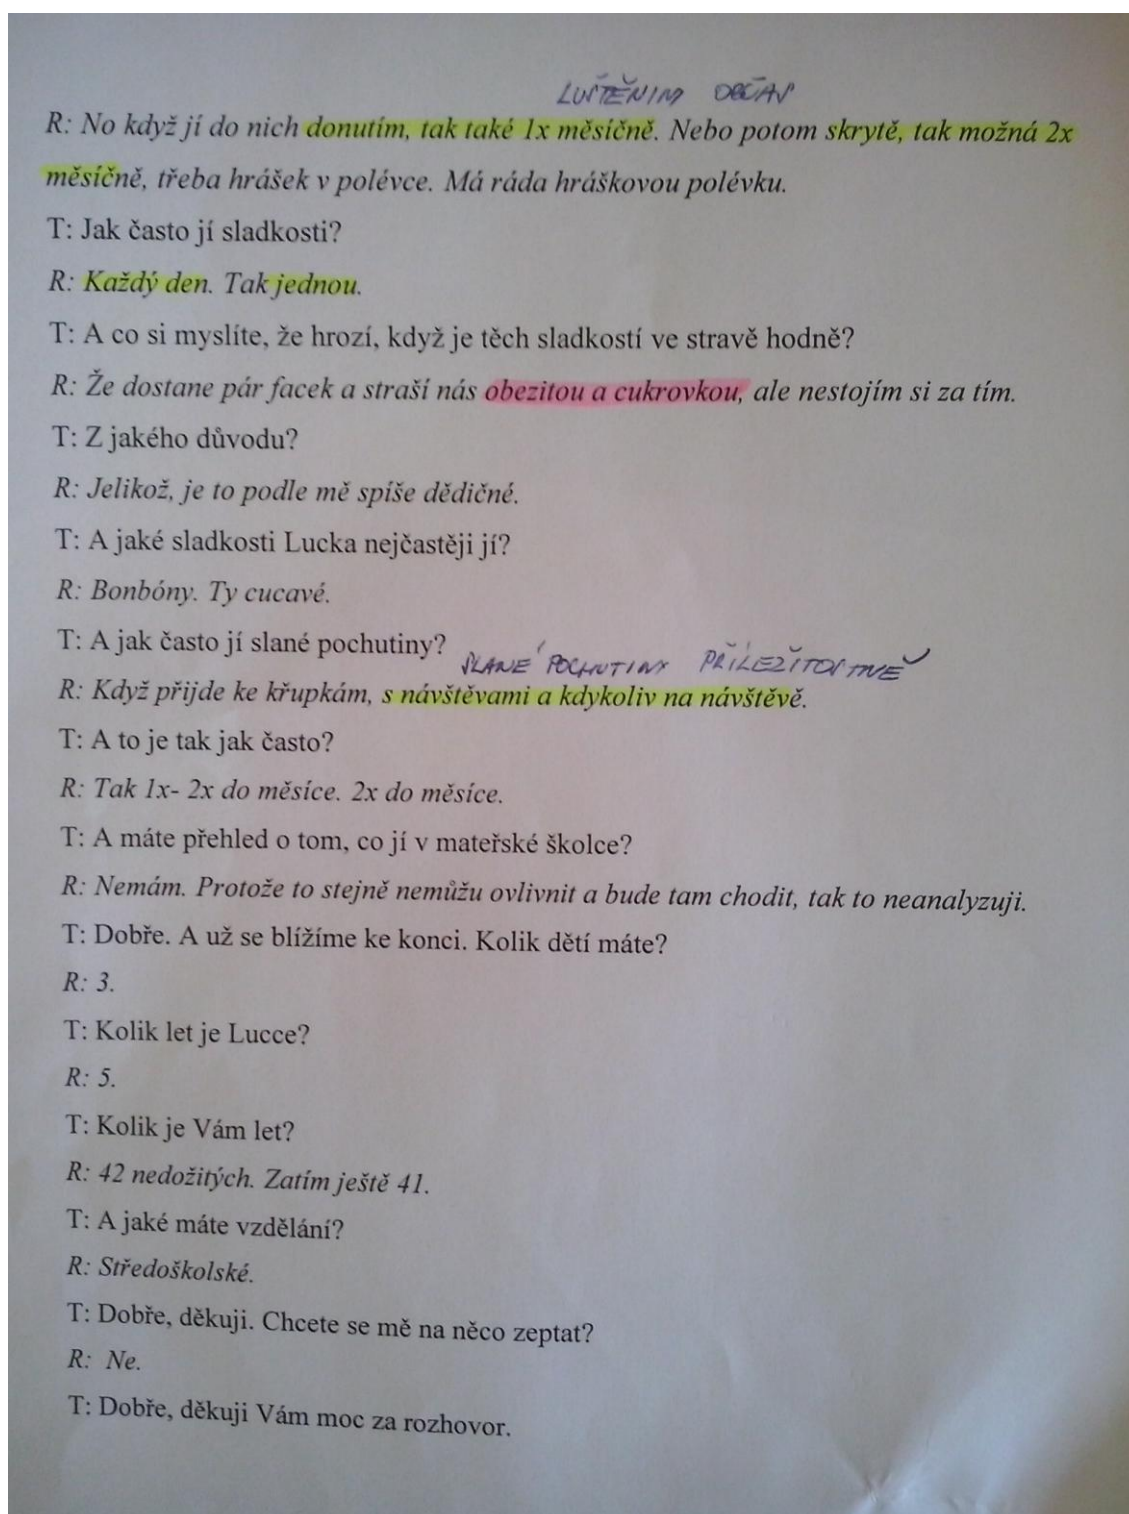 LUŠTĚNIM OBČAS
R: No když jí do nich donutím, tak také 1x měsíčně. Nebo potom skrytě, tak možná 2x
měsíčně, třeba hrášek v polévce. Má ráda hráškovou polévku.
T: Jak často jí sladkosti?
R: Každý den. Tak jednou.
T: A co si myslíte, že hrozí, když je těch sladkostí ve stravě hodně?
R: Že dostane pár facek a straší nás obezitou a cukrovkou, ale nestojím si za tím.
T: Z jakého důvodu?
R: Jelikož, je to podle mě spíše dědičné.
T: A jaké sladkosti Lucka nejčastěji jí?
R: Bonbóny. Ty cucavé.
T: A jak často jí slané pochutiny?
SLANÉ POCHUTINY PŘÍLEŽITOSTNĚ
R: Když přijde ke křupkám, s návštěvami a kdykoliv na návštěvě.
T: A to je tak jak často?
R: Tak 1x- 2x do měsíce. 2x do měsíce.
T: A máte přehled o tom, co jí v mateřské školce?
R: Nemám. Protože to stejně nemůžu ovlivnit a bude tam chodit, tak to neanalyzuji.
T: Dobře. A už se blížíme ke konci. Kolik dětí máte?
R: 3.
T: Kolik let je Lucce?
R: 5.
T: Kolik je Vám let?
R: 42 nedožitých. Zatím ještě 41.
T: A jaké máte vzdělání?
R: Středoškolské.
T: Dobře, děkuji. Chcete se mě na něco zeptat?
R: Ne.
T: Dobře, děkuji Vám moc za rozhovor.